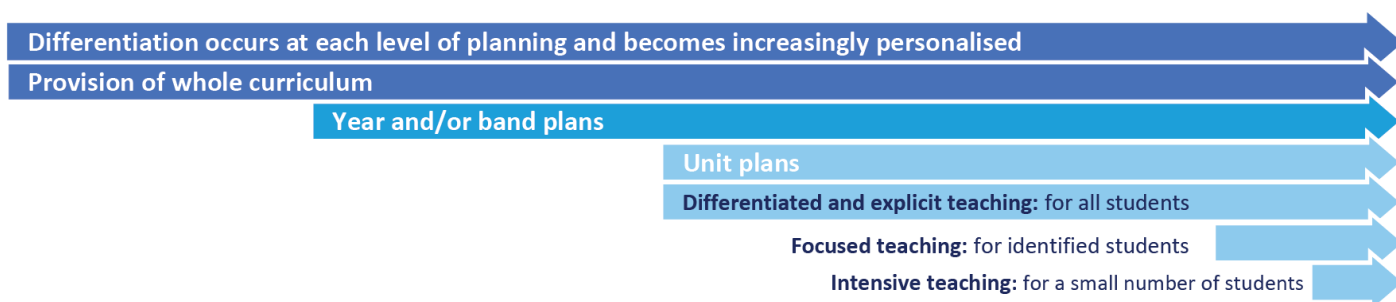 Differentiation occurs at each level of planning and becomes increasingly personalised
Provision of whole curriculum
Year and/or band plans
Unit plans
Differentiated and explicit teaching: for all students
Focused teaching: for identified students
Intensive teaching: for a small number of students